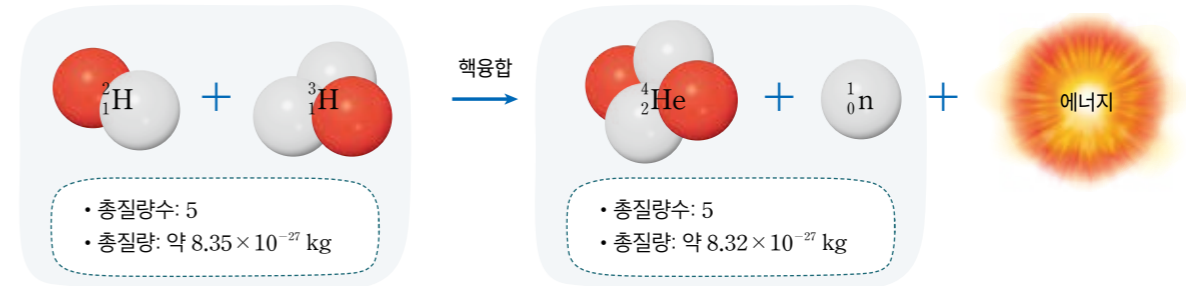 ²₁H + ³₁H 핵융합 → ⁴₂He + ¹₀n + 에너지
• 총질량수: 5
• 총질량: 약 8.35×10⁻²⁷ kg
• 총질량수: 5
• 총질량: 약 8.32×10⁻²⁷ kg